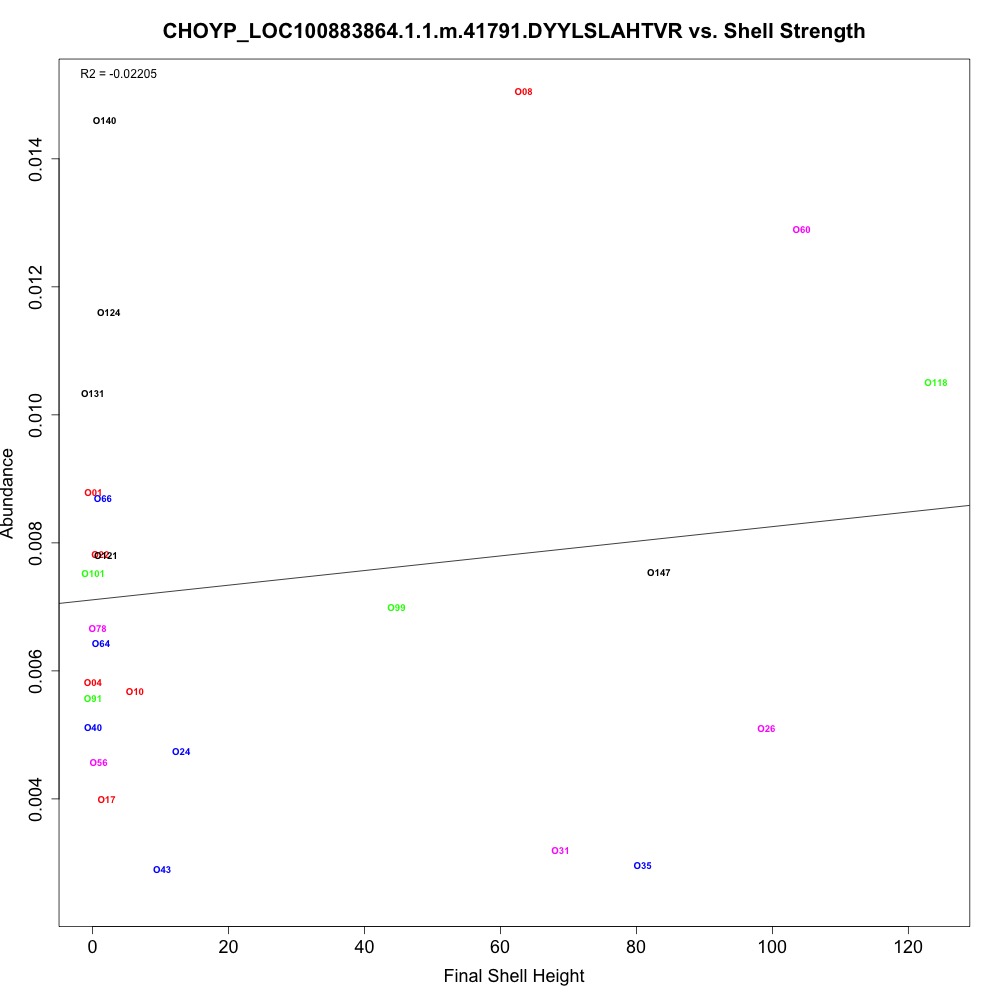 CHOYP_LOC100883864.1.1.m.41791.DYYLSLAHTVR vs. Shell Strength
R2 = -0.02205
O08
O140
0.014
O60
0.012
O124
O118
O131
0.010
O01
O66
Abundance
0.008
O121
O147
O101
O99
O78
O64
0.006
O04
O10
O91
O40
O26
O24
O56
0.004
O17
O31
O35
O43
0 20 40 60 80 100 120
Final Shell Height